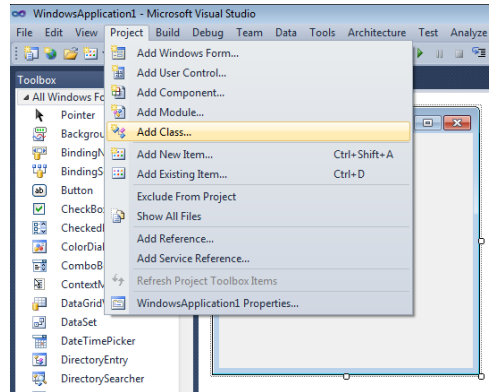 WindowsApplication1 - Microsoft Visual Studio
File Edit View Project Build Debug Team Data Tools Architecture Test Analyze
Toolbox
All Windows Fo
Pointer
Backgrou
BindingN
BindingS
Button
CheckBo
Checked
ColorDial
ComboB
ContextM
DataGrid
DataSet
DateTimePicker
DirectoryEntry
DirectorySearcher
Add Windows Form...
Add User Control...
Add Component...
Add Module...
Add Class...
Add New Item... Ctrl+Shift+A
Add Existing Item... Ctrl+D
Exclude From Project
Show All Files
Add Reference...
Add Service Reference...
Refresh Project Toolbox Items
WindowsApplication1 Properties...